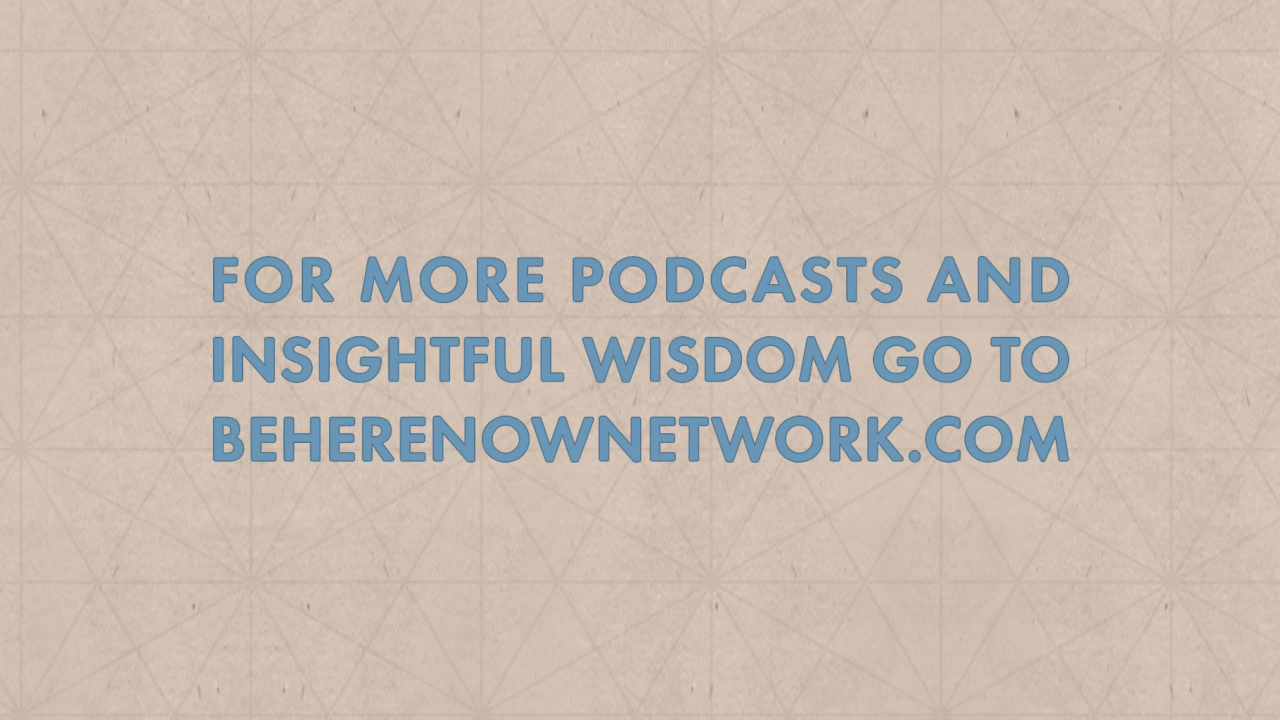 FOR MORE PODCASTS AND
INSIGHTFUL WISDOM GO TO
BEHERENOWNETWORK.COM